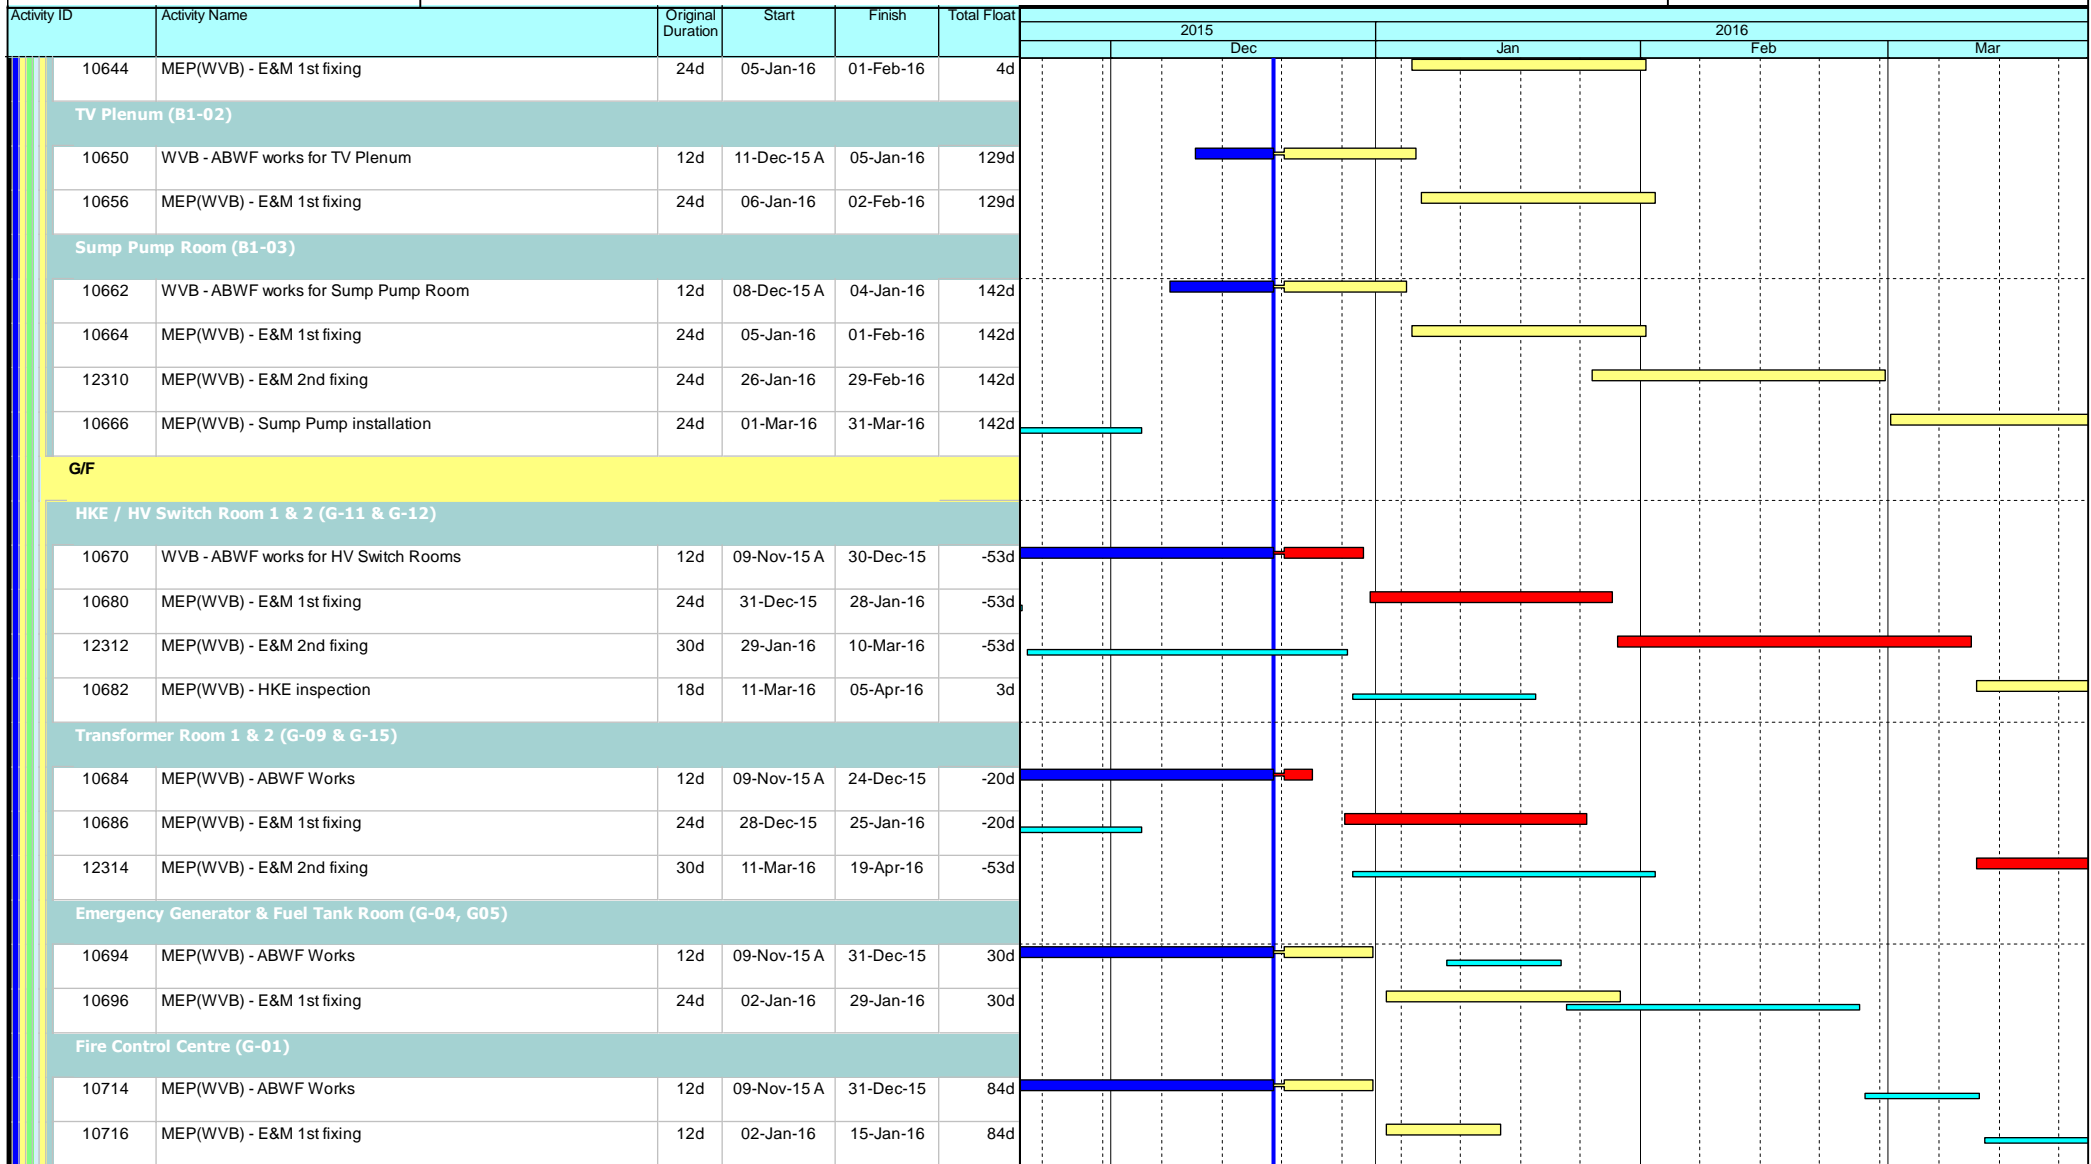 Activity ID Activity Name Original Duration Start Finish Total Float 2015 2016
Dec Jan Feb Mar
10644 MEP(WVB) - E&M 1st fixing 24d 05-Jan-16 01-Feb-16 4d
TV Plenum (B1-02)
10650 WVB - ABWF works for TV Plenum 12d 11-Dec-15 A 05-Jan-16 129d
10656 MEP(WVB) - E&M 1st fixing 24d 06-Jan-16 02-Feb-16 129d
Sump Pump Room (B1-03)
10662 WVB - ABWF works for Sump Pump Room 12d 08-Dec-15 A 04-Jan-16 142d
10664 MEP(WVB) - E&M 1st fixing 24d 05-Jan-16 01-Feb-16 142d
12310 MEP(WVB) - E&M 2nd fixing 24d 26-Jan-16 29-Feb-16 142d
10666 MEP(WVB) - Sump Pump installation 24d 01-Mar-16 31-Mar-16 142d
G/F
HKE / HV Switch Room 1 & 2 (G-11 & G-12)
10670 WVB - ABWF works for HV Switch Rooms 12d 09-Nov-15 A 30-Dec-15 -53d
10680 MEP(WVB) - E&M 1st fixing 24d 31-Dec-15 28-Jan-16 -53d
12312 MEP(WVB) - E&M 2nd fixing 30d 29-Jan-16 10-Mar-16 -53d
10682 MEP(WVB) - HKE inspection 18d 11-Mar-16 05-Apr-16 3d
Transformer Room 1 & 2 (G-09 & G-15)
10684 MEP(WVB) - ABWF Works 12d 09-Nov-15 A 24-Dec-15 -20d
10686 MEP(WVB) - E&M 1st fixing 24d 28-Dec-15 25-Jan-16 -20d
12314 MEP(WVB) - E&M 2nd fixing 30d 11-Mar-16 19-Apr-16 -53d
Emergency Generator & Fuel Tank Room (G-04, G05)
10694 MEP(WVB) - ABWF Works 12d 09-Nov-15 A 31-Dec-15 30d
10696 MEP(WVB) - E&M 1st fixing 24d 02-Jan-16 29-Jan-16 30d
Fire Control Centre (G-01)
10714 MEP(WVB) - ABWF Works 12d 09-Nov-15 A 31-Dec-15 84d
10716 MEP(WVB) - E&M 1st fixing 12d 02-Jan-16 15-Jan-16 84d